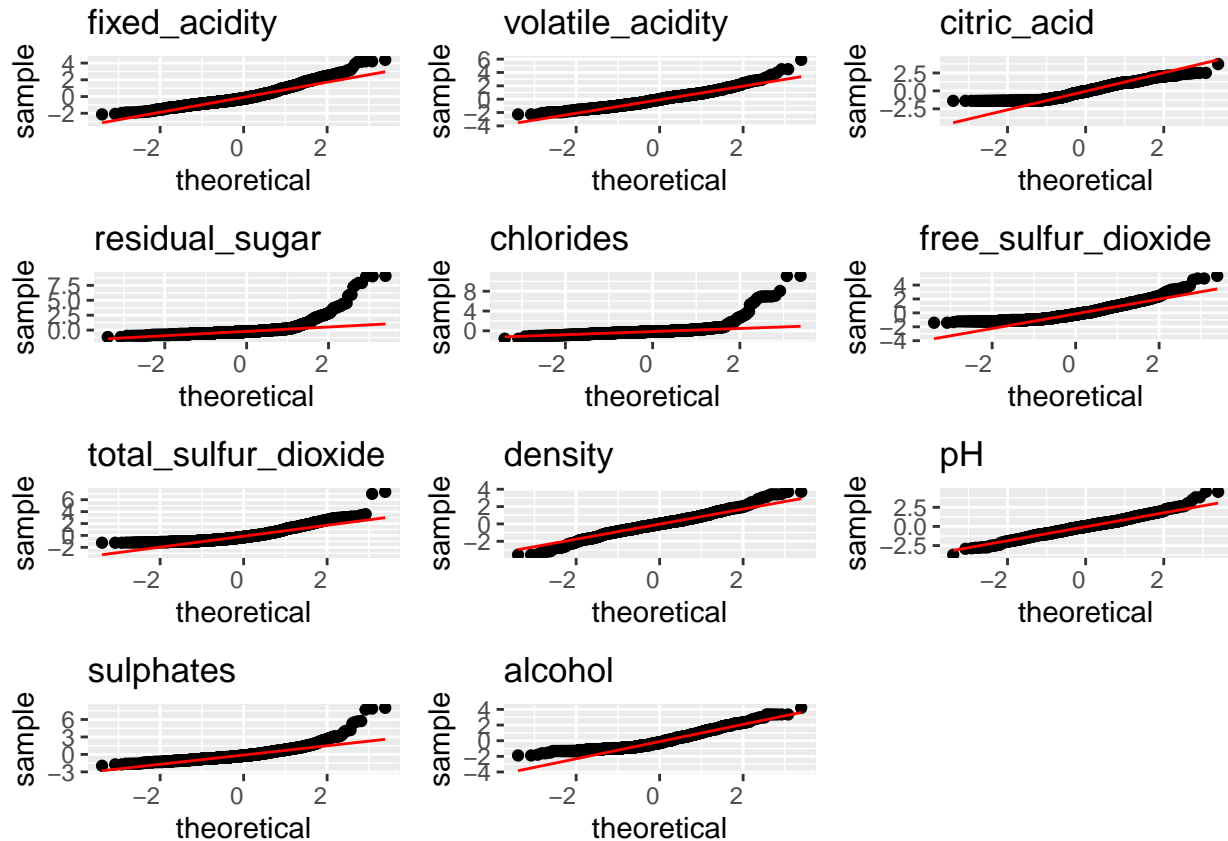 fixed_acidity
4
2
0
−2
sample
−2
0
2
theoretical
volatile_acidity
6
4
2
0
−2
−4
sample
−2
0
2
theoretical
citric_acid
2.5
0.0
−2.5
sample
−2
0
2
theoretical
residual_sugar
7.5
5.0
2.5
0.0
sample
−2
0
2
theoretical
chlorides
8
4
0
sample
−2
0
2
theoretical
free_sulfur_dioxide
4
2
0
−2
−4
sample
−2
0
2
theoretical
total_sulfur_dioxide
6
4
2
0
−2
sample
−2
0
2
theoretical
density
4
2
0
−2
sample
−2
0
2
theoretical
pH
2.5
0.0
−2.5
sample
−2
0
2
theoretical
sulphates
6
3
0
−3
sample
−2
0
2
theoretical
alcohol
4
2
0
−2
−4
sample
−2
0
2
theoretical